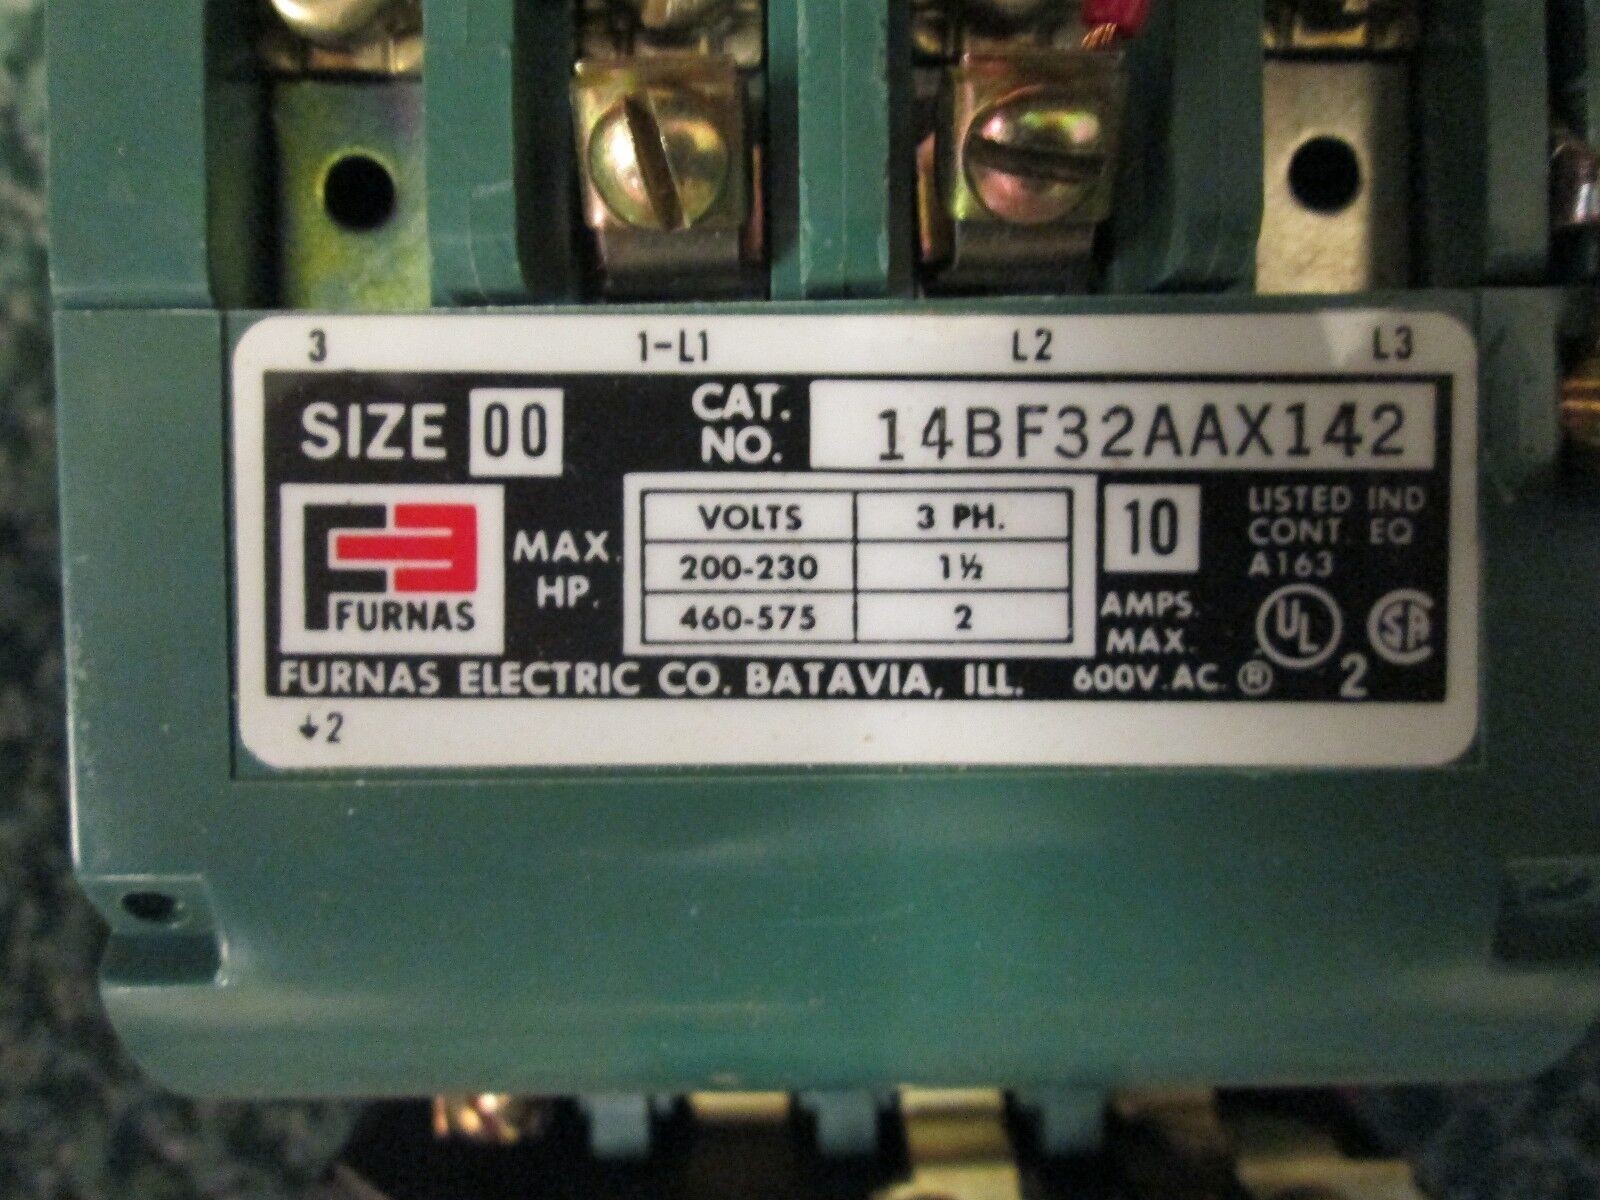 3 1-L1 L2 L3
SIZE 00 CAT. NO. 14BF32AAX142
FURNAS
MAX. HP.
VOLTS 3 PH.
200-230 1½
460-575 2
10
AMPS. MAX.
LISTED IND
CONT. EQ
A163
UL SA
FURNAS ELECTRIC CO. BATAVIA, ILL. 600V. AC. ® 2
↓2